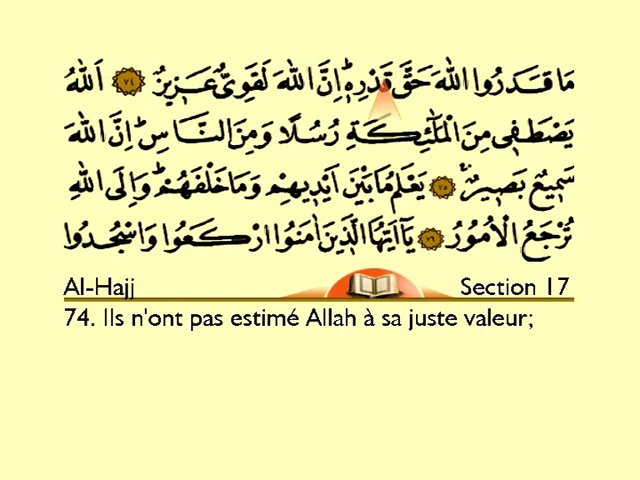 مَا قَدَرُوا اللّٰهَ حَقَّ قَدْرِهٖ ؕ اِنَّ اللّٰهَ لَقَوِىٌّ عَزِيْزٌ ﴿٧٤﴾ اَللّٰهُ
يَصْطَفِىْ مِنَ الْمَلٰٓئِكَةِ رُسُلًا وَّمِنَ النَّاسِ ؕ اِنَّ اللّٰهَ
سَمِيْعٌۢ بَصِيْرٌ ۚ ﴿٧٥﴾ يَعْلَمُ مَا بَيْنَ اَيْدِيْهِمْ وَمَا خَلْفَهُمْ ؕ وَاِلَى اللّٰهِ
تُرْجَعُ الْاُمُوْرُ ﴿٧٦﴾ يٰۤاَيُّهَا الَّذِيْنَ اٰمَنُوا ارْكَعُوْا وَاسْجُدُوْا
Al-Hajj Section 17
74. Ils n'ont pas estimé Allah à sa juste valeur;